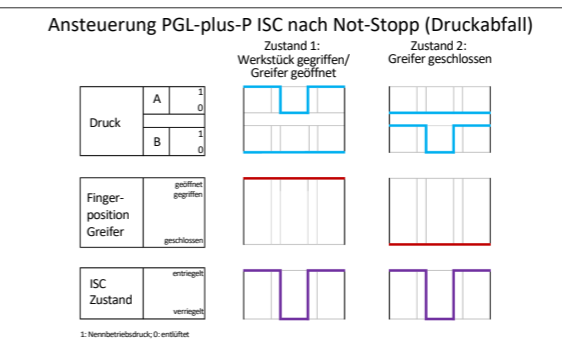 Ansteuerung PGL-plus-P ISC nach Not-Stopp (Druckabfall)
Zustand 1:
Werkstück gegriffen/
Greifer geöffnet
Zustand 2:
Greifer geschlossen
Druck
A
1
0
B
1
0
Finger-
position
Greifer
geöffnet
gegriffen
geschlossen
ISC
Zustand
entriegelt
verriegelt
1: Nennbetriebsdruck; 0: entlüftet